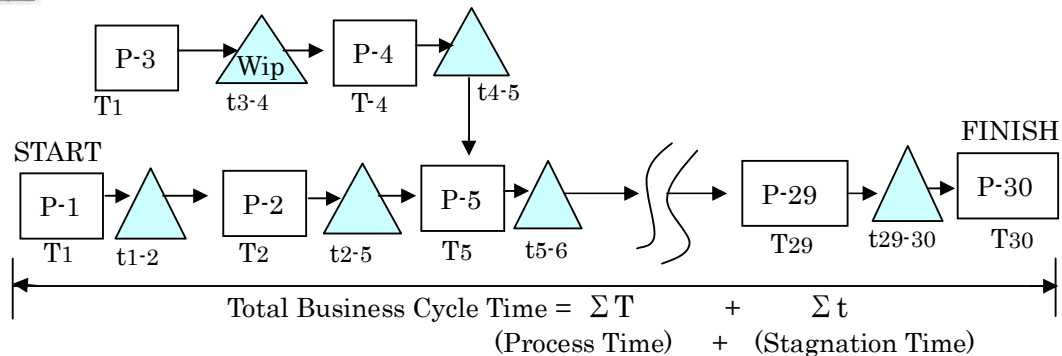 P-3 Wip P-4
T1 t3-4 T-4 t4-5
START FINISH
P-1 P-2 P-5 P-29 P-30
T1 t1-2 T2 t2-5 T5 t5-6 T29 t29-30 T30
Total Business Cycle Time = ΣT + Σt
(Process Time) + (Stagnation Time)